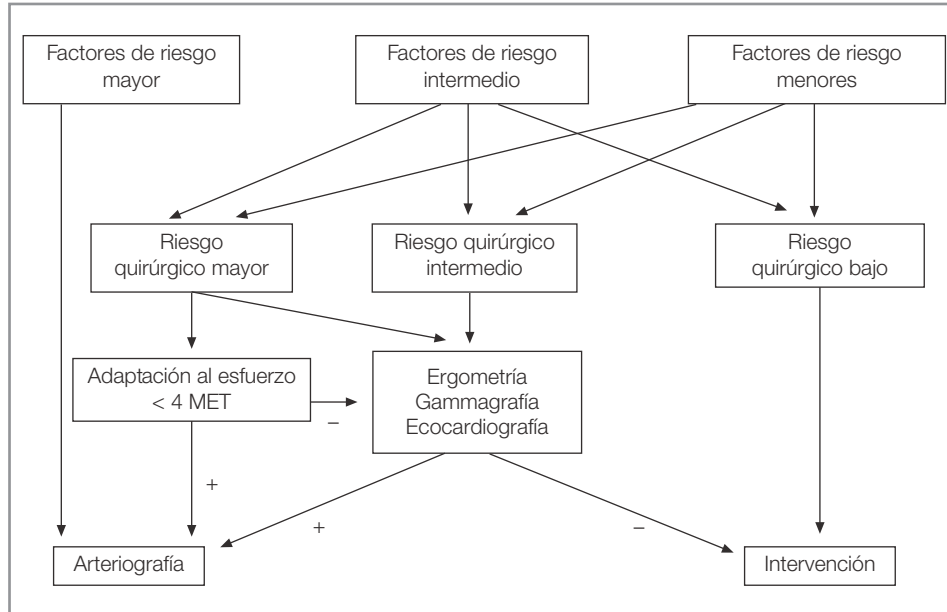 Factores de riesgo
mayor
Factores de riesgo
intermedio
Factores de riesgo
menores
Riesgo
quirúrgico mayor
Riesgo quirúrgico
intermedio
Riesgo
quirúrgico bajo
Adaptación al esfuerzo
< 4 MET
Ergometría
Gammagrafía
Ecocardiografía
–
+
+
–
Arteriografía
Intervención